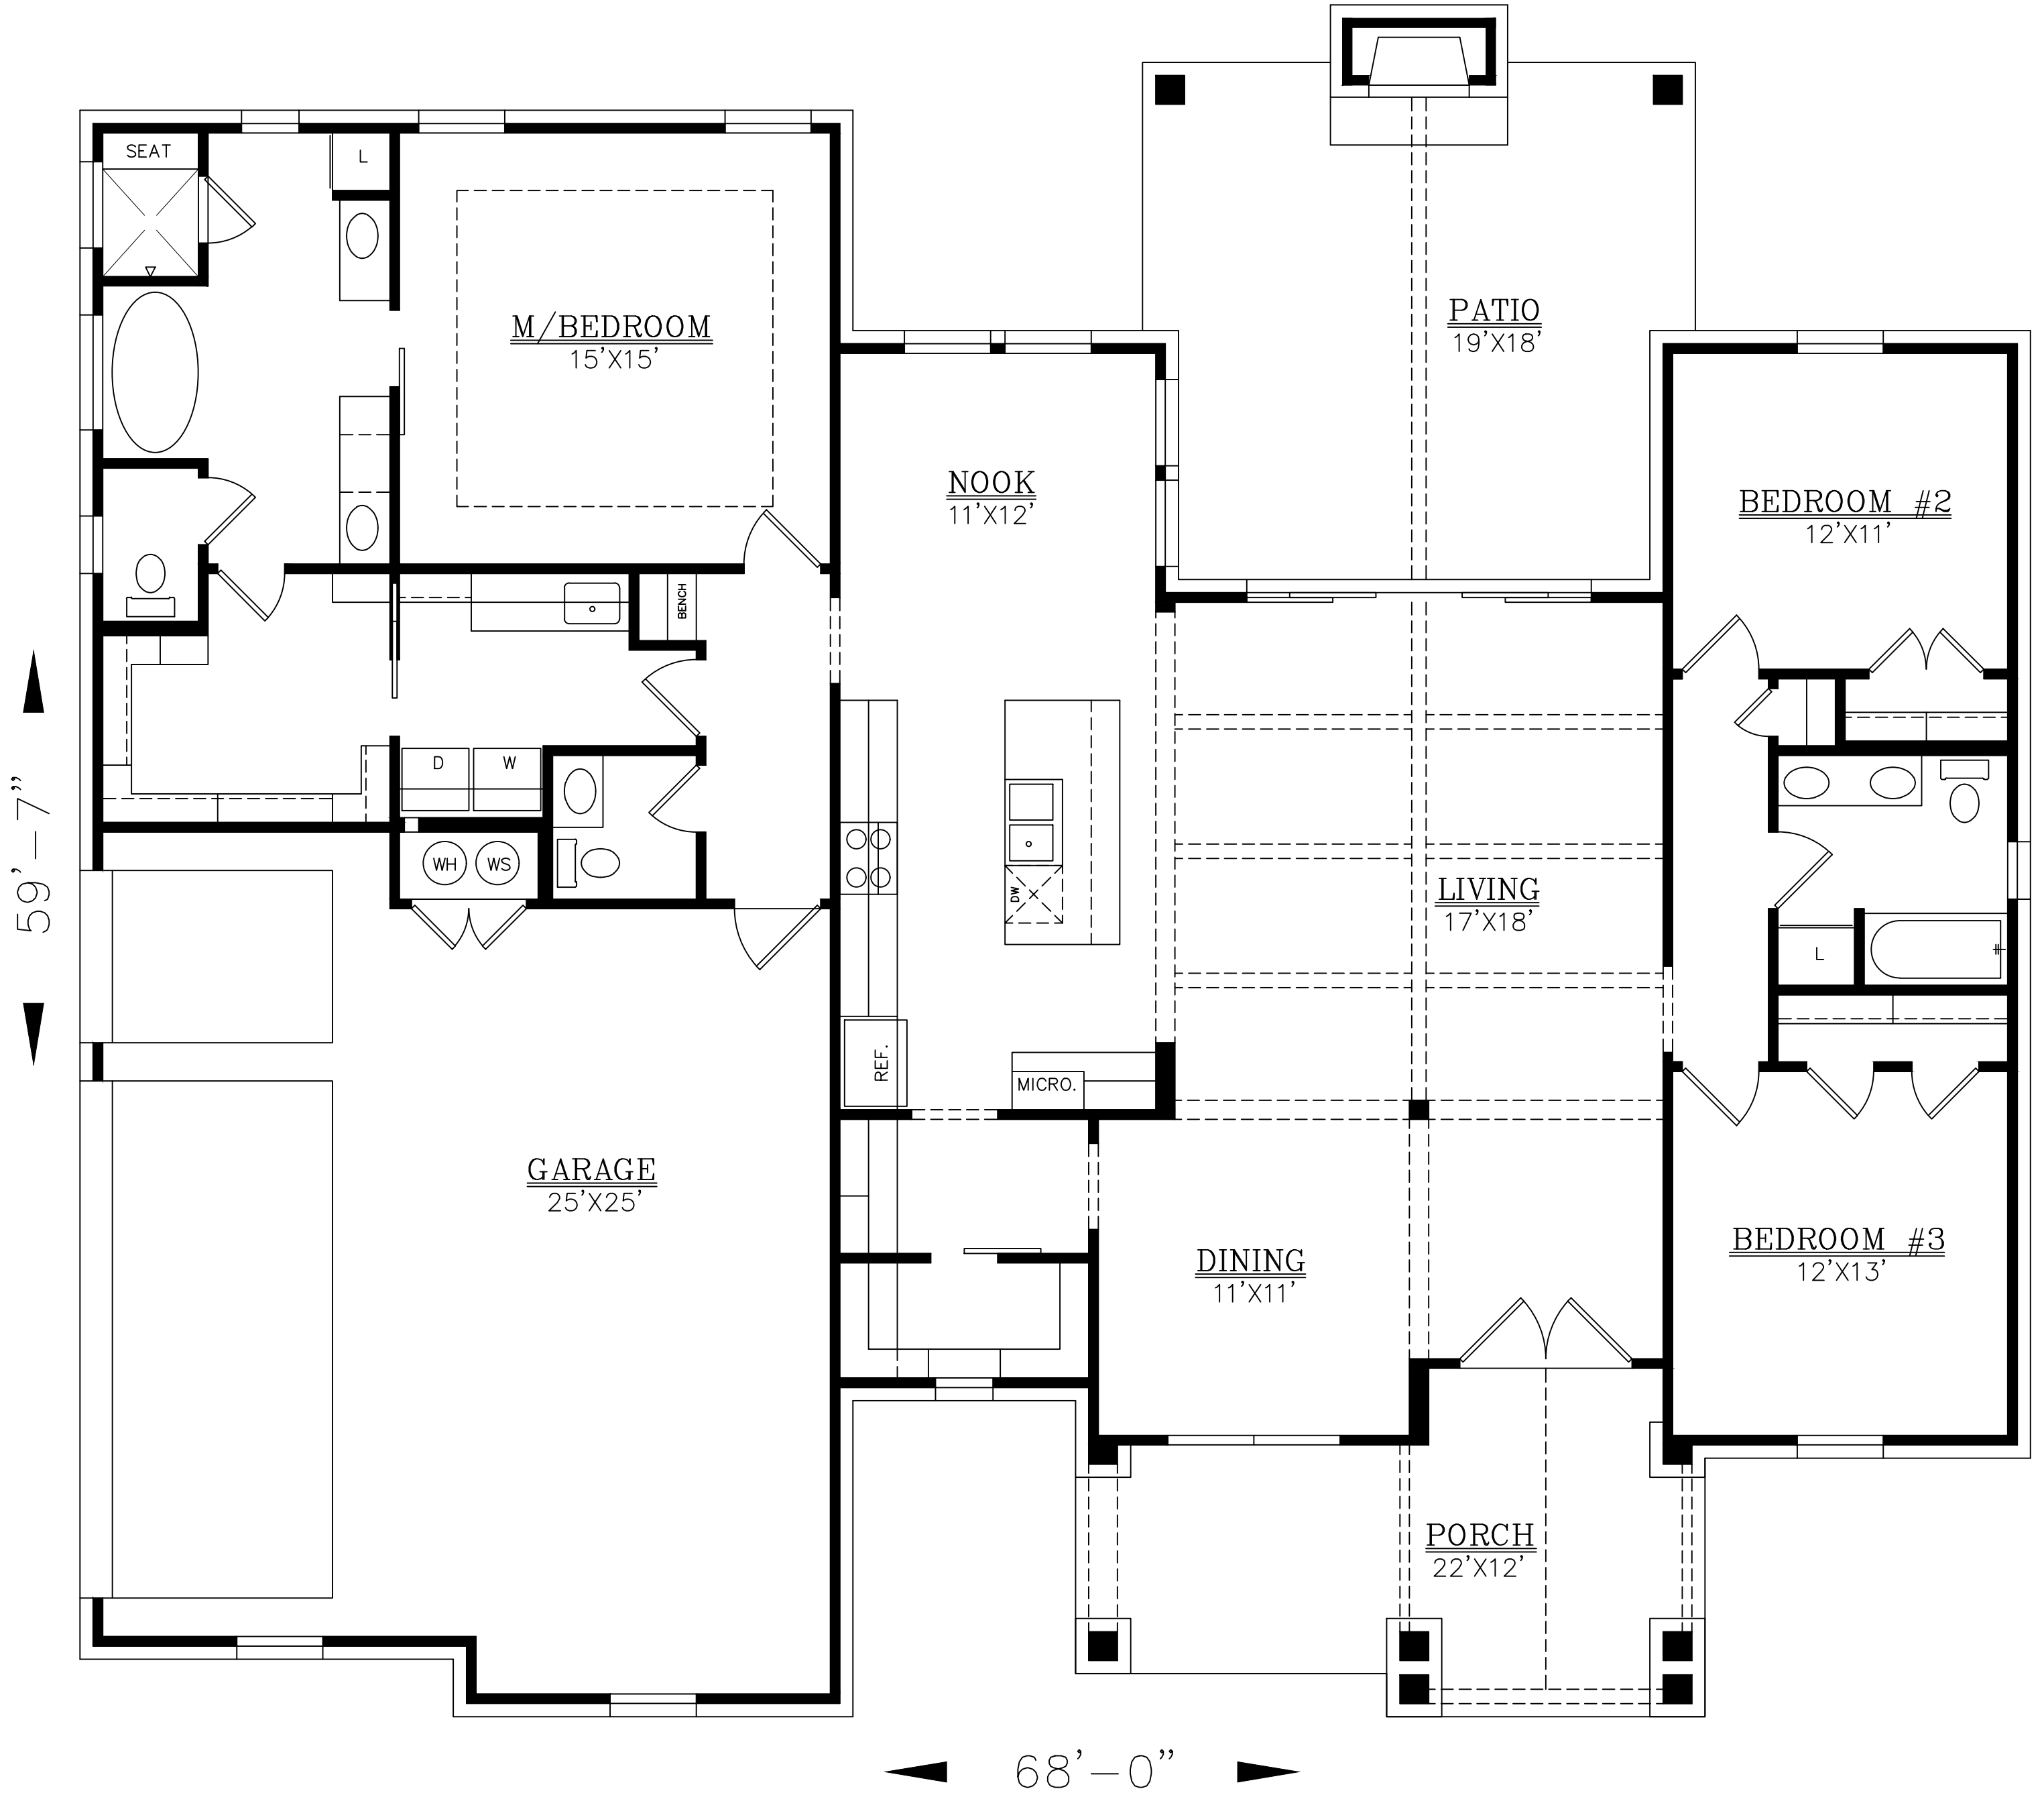 SEAT
L
M/BEDROOM
15'X15'
PATIO
19'X18'
NOOK
11'X12'
BEDROOM #2
12'X11'
BENCH
D
W
WH
WS
DW
LIVING
17'X18'
L
59'-7"
REF.
MICRO.
GARAGE
25'X25'
DINING
11'X11'
BEDROOM #3
12'X13'
PORCH
22'X12'
68'-0"